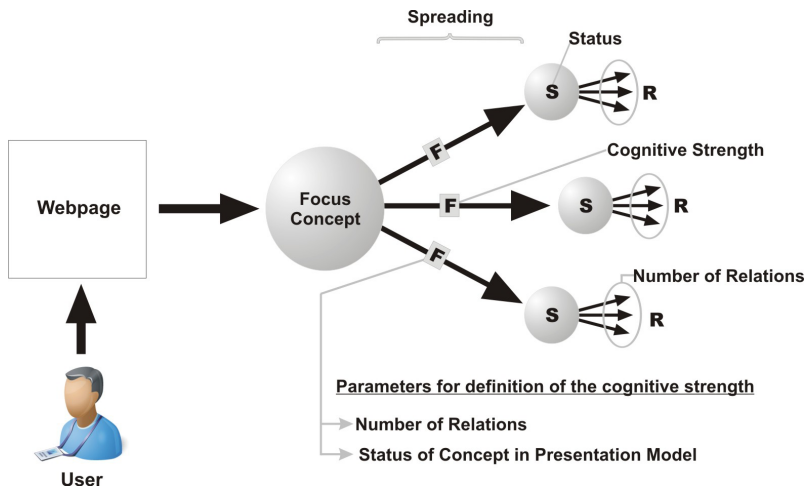 Spreading
Status
S
R
F
Cognitive Strength
Webpage
Focus
Concept
F
S
R
F
Number of Relations
S
R
Parameters for definition of the cognitive strength
Number of Relations
Status of Concept in Presentation Model
User